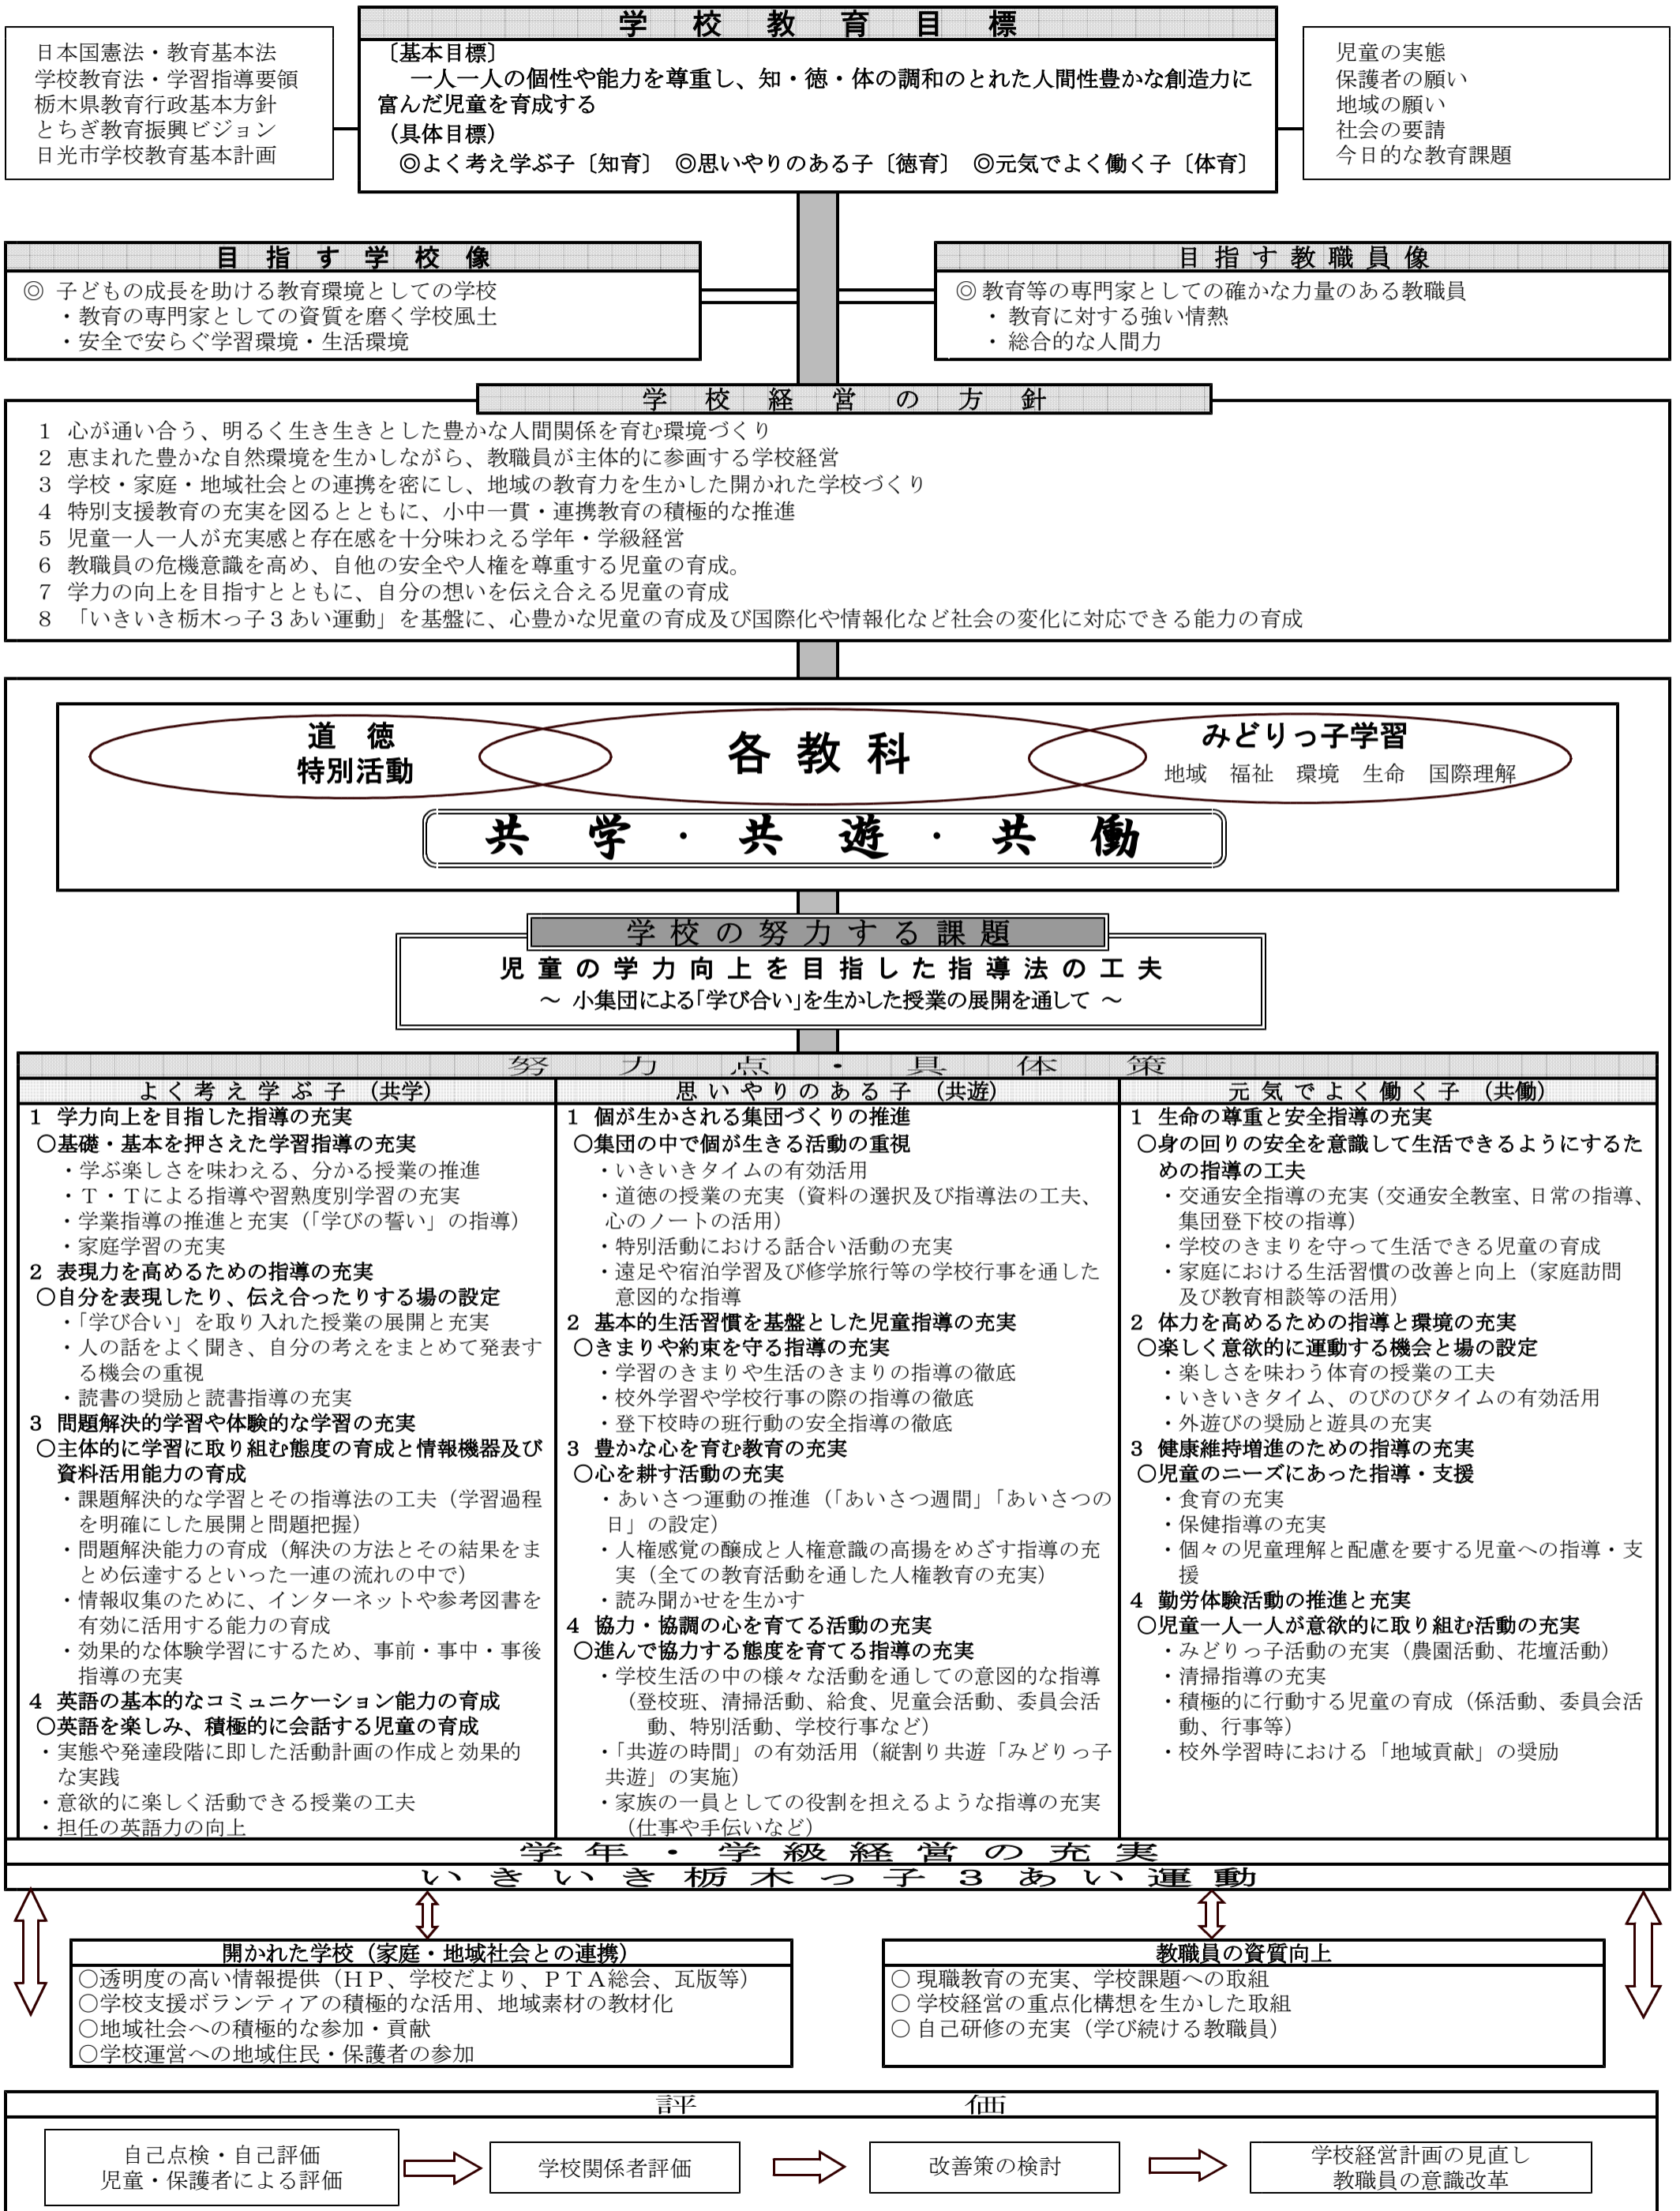 学校教育目標
日本国憲法・教育基本法
学校教育法・学習指導要領
栃木県教育行政基本方針
とちぎ教育振興ビジョン
日光市学校教育基本計画
〔基本目標〕
一人一人の個性や能力を尊重し、知・徳・体の調和のとれた人間性豊かな創造力に
富んだ児童を育成する
（具体目標）
◎よく考え学ぶ子〔知育〕 ◎思いやりのある子〔徳育〕 ◎元気でよく働く子〔体育〕
児童の実態
保護者の願い
地域の願い
社会の要請
今日的な教育課題
目指す学校像
◎ 子どもの成長を助ける教育環境としての学校
・教育の専門家としての資質を磨く学校風土
・安全で安らぐ学習環境・生活環境
目指す教職員像
◎教育等の専門家としての確かな力量のある教職員
・ 教育に対する強い情熱
・ 総合的な人間力
学校経営の方針
１ 心が通い合う、明るく生き生きとした豊かな人間関係を育む環境づくり
２ 恵まれた豊かな自然環境を生かしながら、教職員が主体的に参画する学校経営
３ 学校・家庭・地域社会との連携を密にし、地域の教育力を生かした開かれた学校づくり
４ 特別支援教育の充実を図るとともに、小中一貫・連携教育の積極的な推進
５ 児童一人一人が充実感と存在感を十分味わえる学年・学級経営
６ 教職員の危機意識を高め、自他の安全や人権を尊重する児童の育成。
７ 学力の向上を目指すとともに、自分の想いを伝え合える児童の育成
８ 「いきいき栃木っ子３あい運動」を基盤に、心豊かな児童の育成及び国際化や情報化など社会の変化に対応できる能力の育成
道　徳
特別活動
各教科
みどりっ子学習
地域　福祉　環境　生命　国際理解
共学・共遊・共働
学校の努力する課題
児童の学力向上を目指した指導法の工夫
～ 小集団による「学び合い」を生かした授業の展開を通して ～
努力点・具体策
よく考え学ぶ子（共学）
１ 学力向上を目指した指導の充実
○基礎・基本を押さえた学習指導の充実
・学ぶ楽しさを味わえる、分かる授業の推進
・Ｔ・Ｔによる指導や習熟度別学習の充実
・学業指導の推進と充実（「学びの誓い」の指導）
・家庭学習の充実
２ 表現力を高めるための指導の充実
○自分を表現したり、伝え合ったりする場の設定
・「学び合い」を取り入れた授業の展開と充実
・人の話をよく聞き、自分の考えをまとめて発表す
る機会の重視
・読書の奨励と読書指導の充実
３ 問題解決的学習や体験的な学習の充実
○主体的に学習に取り組む態度の育成と情報機器及び
資料活用能力の育成
・課題解決的な学習とその指導法の工夫（学習過程
を明確にした展開と問題把握）
・問題解決能力の育成（解決の方法とその結果をま
とめ伝達するといった一連の流れの中で）
・情報収集のために、インターネットや参考図書を
有効に活用する能力の育成
・効果的な体験学習にするため、事前・事中・事後
指導の充実
４ 英語の基本的なコミュニケーション能力の育成
○英語を楽しみ、積極的に会話する児童の育成
・実態や発達段階に即した活動計画の作成と効果的
な実践
・意欲的に楽しく活動できる授業の工夫
・担任の英語力の向上
思いやりのある子（共遊）
１ 個が生かされる集団づくりの推進
○集団の中で個が生きる活動の重視
・いきいきタイムの有効活用
・道徳の授業の充実（資料の選択及び指導法の工夫、
心のノートの活用）
・特別活動における話合い活動の充実
・遠足や宿泊学習及び修学旅行等の学校行事を通した
意図的な指導
２ 基本的生活習慣を基盤とした児童指導の充実
○きまりや約束を守る指導の充実
・学習のきまりや生活のきまりの指導の徹底
・校外学習や学校行事の際の指導の徹底
・登下校時の班行動の安全指導の徹底
３ 豊かな心を育む教育の充実
○心を耕す活動の充実
・あいさつ運動の推進（「あいさつ週間」「あいさつの
日」の設定）
・人権感覚の醸成と人権意識の高揚をめざす指導の充
実（全ての教育活動を通した人権教育の充実）
・読み聞かせを生かす
４ 協力・協調の心を育てる活動の充実
○進んで協力する態度を育てる指導の充実
・学校生活の中の様々な活動を通しての意図的な指導
（登校班、清掃活動、給食、児童会活動、委員会活
動、特別活動、学校行事など）
・「共遊の時間」の有効活用（縦割り共遊「みどりっ子
共遊」の実施）
・家族の一員としての役割を担えるような指導の充実
（仕事や手伝いなど）
元気でよく働く子（共働）
１ 生命の尊重と安全指導の充実
○身の回りの安全を意識して生活できるようにするた
めの指導の工夫
・交通安全指導の充実（交通安全教室、日常の指導、
集団登下校の指導）
・学校のきまりを守って生活できる児童の育成
・家庭における生活習慣の改善と向上（家庭訪問
及び教育相談等の活用）
２ 体力を高めるための指導と環境の充実
○楽しく意欲的に運動する機会と場の設定
・楽しさを味わう体育の授業の工夫
・いきいきタイム、のびのびタイムの有効活用
・外遊びの奨励と遊具の充実
３ 健康維持増進のための指導の充実
○児童のニーズにあった指導・支援
・食育の充実
・保健指導の充実
・個々の児童理解と配慮を要する児童への指導・支
援
４ 勤労体験活動の推進と充実
○児童一人一人が意欲的に取り組む活動の充実
・みどりっ子活動の充実（農園活動、花壇活動）
・清掃指導の充実
・積極的に行動する児童の育成（係活動、委員会活
動、行事等）
・校外学習時における「地域貢献」の奨励
学年・学級経営の充実
いきいき栃木っ子３あい運動
開かれた学校（家庭・地域社会との連携）
○透明度の高い情報提供（ＨＰ、学校だより、ＰＴＡ総会、瓦版等）
○学校支援ボランティアの積極的な活用、地域素材の教材化
○地域社会への積極的な参加・貢献
○学校運営への地域住民・保護者の参加
教職員の資質向上
○ 現職教育の充実、学校課題への取組
○ 学校経営の重点化構想を生かした取組
○ 自己研修の充実（学び続ける教職員）
評価
自己点検・自己評価
児童・保護者による評価
学校関係者評価
改善策の検討
学校経営計画の見直し
教職員の意識改革